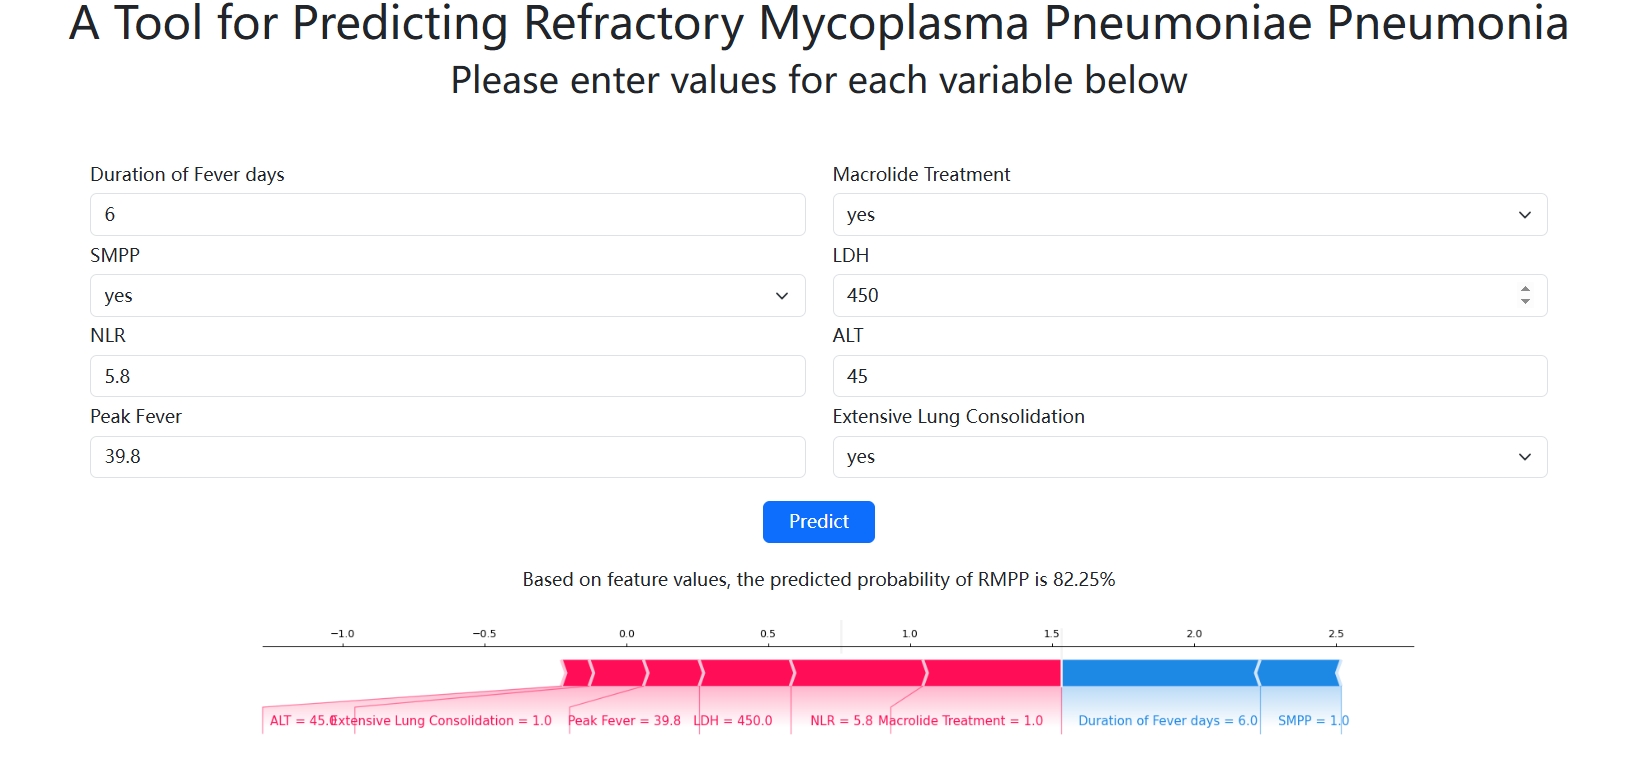 A Tool for Predicting Refractory Mycoplasma Pneumoniae Pneumonia
Please enter values for each variable below
Duration of Fever days
6
Macrolide Treatment
yes
SMPP
yes
LDH
450
NLR
5.8
ALT
45
Peak Fever
39.8
Extensive Lung Consolidation
yes
Predict
Based on feature values, the predicted probability of RMPP is 82.25%
−1.0 −0.5 0.0 0.5 1.0 1.5 2.0 2.5
ALT = 45.0 Extensive Lung Consolidation = 1.0 Peak Fever = 39.8 LDH = 450.0 NLR = 5.8 Macrolide Treatment = 1.0 Duration of Fever days = 6.0 SMPP = 1.0